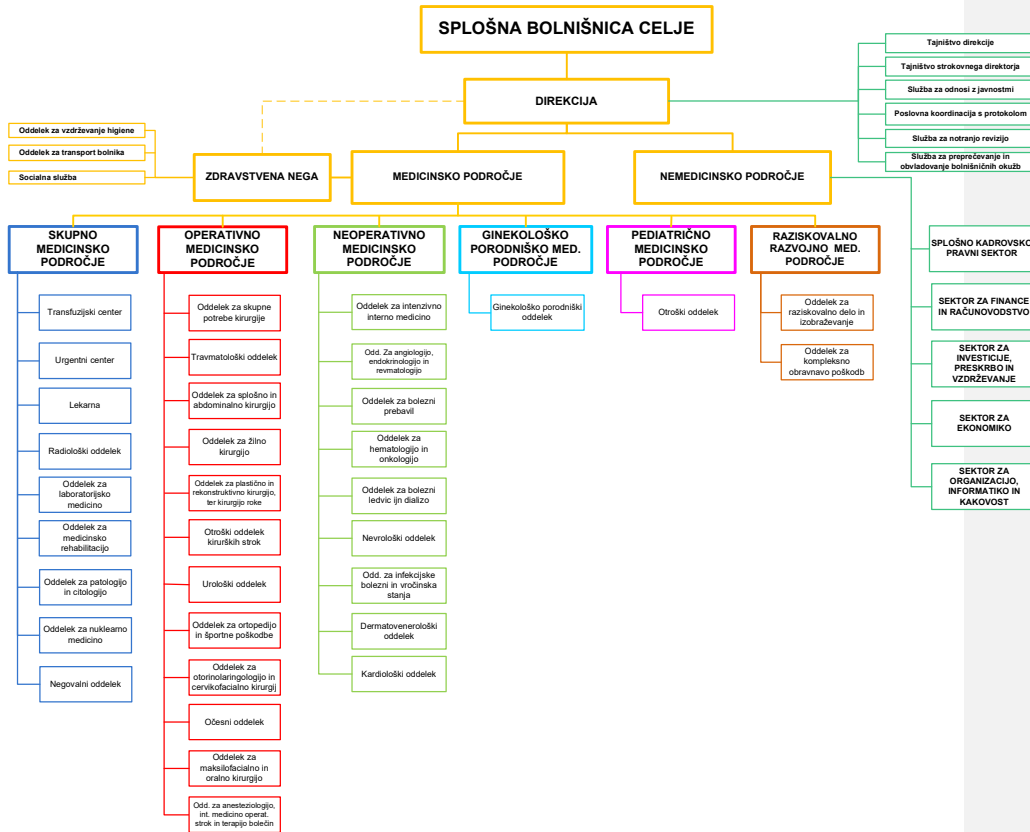 SPLOŠNA BOLNIŠNICA CELJE
DIREKCIJA
Tajništvo direkcije
Tajništvo strokovnega direktorja
Služba za odnosi z javnostmi
Poslovna koordinacija s protokolom
Služba za notranjo revizijo
Služba za preprečevanje in
obvladovanje bolnišničnih okužb
Oddelek za vzdrževanje higiene
Oddelek za transport bolnika
Socialna služba
ZDRAVSTVENA NEGA
MEDICINSKO PODROČJE
NEMEDICINSKO PODROČJE
SKUPNO
MEDICINSKO
PODROČJE
Transfuzijski center
Urgentni center
Lekarna
Radiološki oddelek
Oddelek za
laboratorijsko
medicino
Oddelek za
medicinsko
rehabilitacijo
Oddelek za patologijo
in citologijo
Oddelek za nuklearno
medicino
Negovalni oddelek
OPERATIVNO
MEDICINSKO
PODROČJE
Oddelek za skupne
potrebe kirurgije
Travmatološki oddelek
Oddelek za splošno in
abdominalno kirurgijo
Oddelek za žilno
kirurgijo
Oddelek za plastično in
rekonstruktivno kirurgijo,
ter kirurgijo roke
Otroški oddelek
kirurških strok
Urološki oddelek
Oddelek za ortopedijo
in športne poškodbe
Oddelek za
otorinolaringologijo in
cervikofacialno kirurgij
Očesni oddelek
Oddelek za
maksilofacialno in
oralno kirurgijo
Odd. za anesteziologijo,
int. medicino operat.
strok in terapijo bolečin
NEOPERATIVNO
MEDICINSKO
PODROČJE
Oddelek za intenzivno
interno medicino
Odd. Za angiologijo,
endokrinologijo in
revmatologijo
Oddelek za bolezni
prebavil
Oddelek za
hematologijo in
onkologijo
Oddelek za bolezni
ledvic ijn dializo
Nevrološki oddelek
Odd. za infekcijske
bolezni in vročinska
stanja
Dermatovenerološki
oddelek
Kardiološki oddelek
GINEKOLOŠKO
PORODNIŠKO MED.
PODROČJE
Ginekološko porodniški
oddelek
PEDIATRIČNO
MEDICINSKO
PODROČJE
Otroški oddelek
RAZISKOVALNO
RAZVOJNO MED.
PODROČJE
Oddelek za
raziskovalno delo in
izobraževanje
Oddelek za
kompleksno
obravnavo poškodb
SPLOŠNO KADROVSKO
PRAVNI SEKTOR
SEKTOR ZA FINANCE
IN RAČUNOVODSTVO
SEKTOR ZA
INVESTICIJE,
PRESKRBO IN
VZDRŽEVANJE
SEKTOR ZA
EKONOMIKO
SEKTOR ZA
ORGANIZACIJO,
INFORMATIKO IN
KAKOVOST